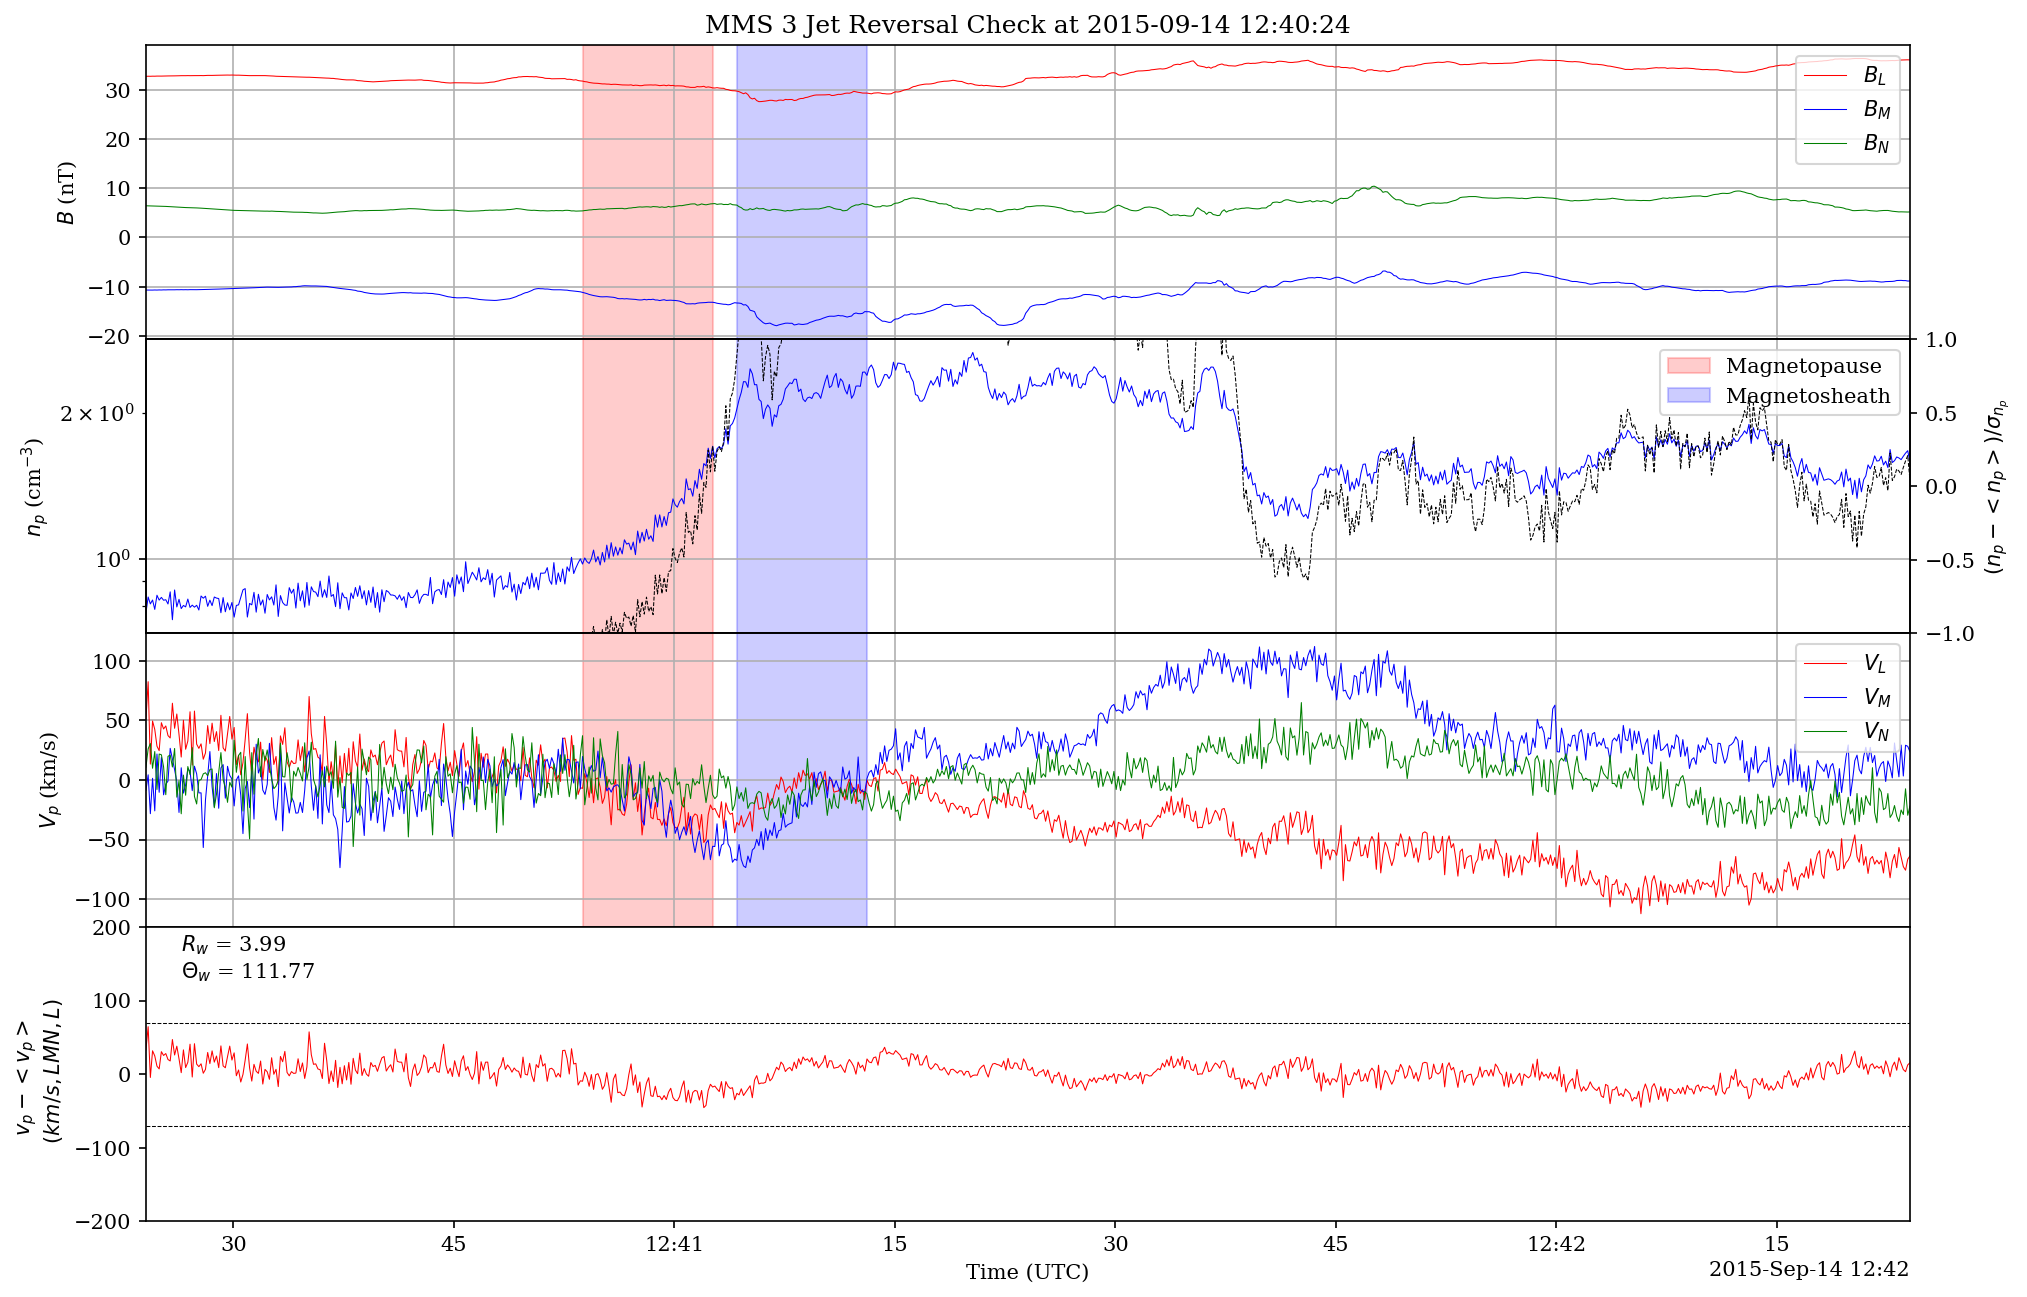 MMS 3 Jet Reversal Check at 2015-09-14 12:40:24
30
20
10
0
−10
−20
B (nT)
B_L
B_M
B_N
2 × 10^0
10^0
n_p (cm^−3)
1.0
0.5
0.0
−0.5
−1.0
(n_p − < n_p >)/σ_{n_p}
Magnetopause
Magnetosheath
100
50
0
−50
−100
V_p (km/s)
V_L
V_M
V_N
200
100
0
−100
−200
v_p − < v_p >
(km/s, LMN, L)
R_w = 3.99
Θ_w = 111.77
30 45 12:41 15 30 45 12:42 15
Time (UTC)
2015-Sep-14 12:42